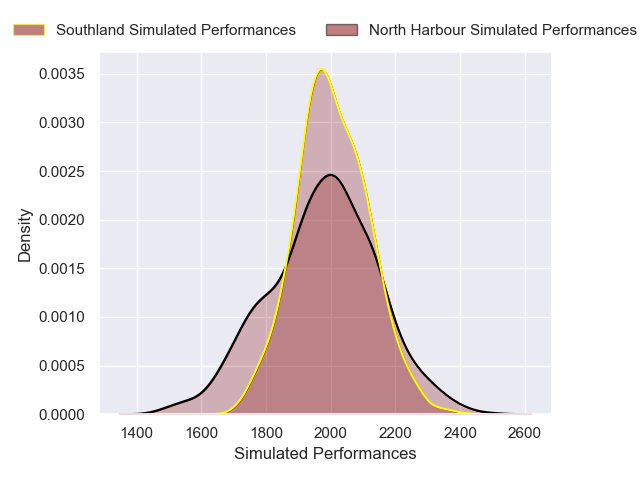 Southland Simulated Performances
North Harbour Simulated Performances
0.0035
0.0030
0.0025
0.0020
0.0015
0.0010
0.0005
0.0000
Density
1400 1600 1800 2000 2200 2400 2600
Simulated Performances